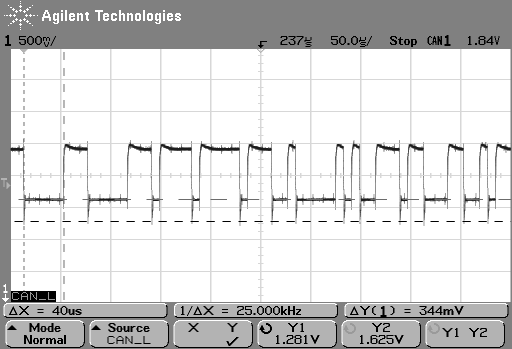 Agilent Technologies
1 500㎷/ 237㎲ 50.0㎲/ Stop CAN1 1.84V
T
1
CAN_L
ΔX = 40us 1/ΔX = 25.000kHz ΔY(1) = 344mV
Mode Source X Y Y1 Y2 Y1 Y2
Normal CAN_L ✓ 1.281V 1.625V